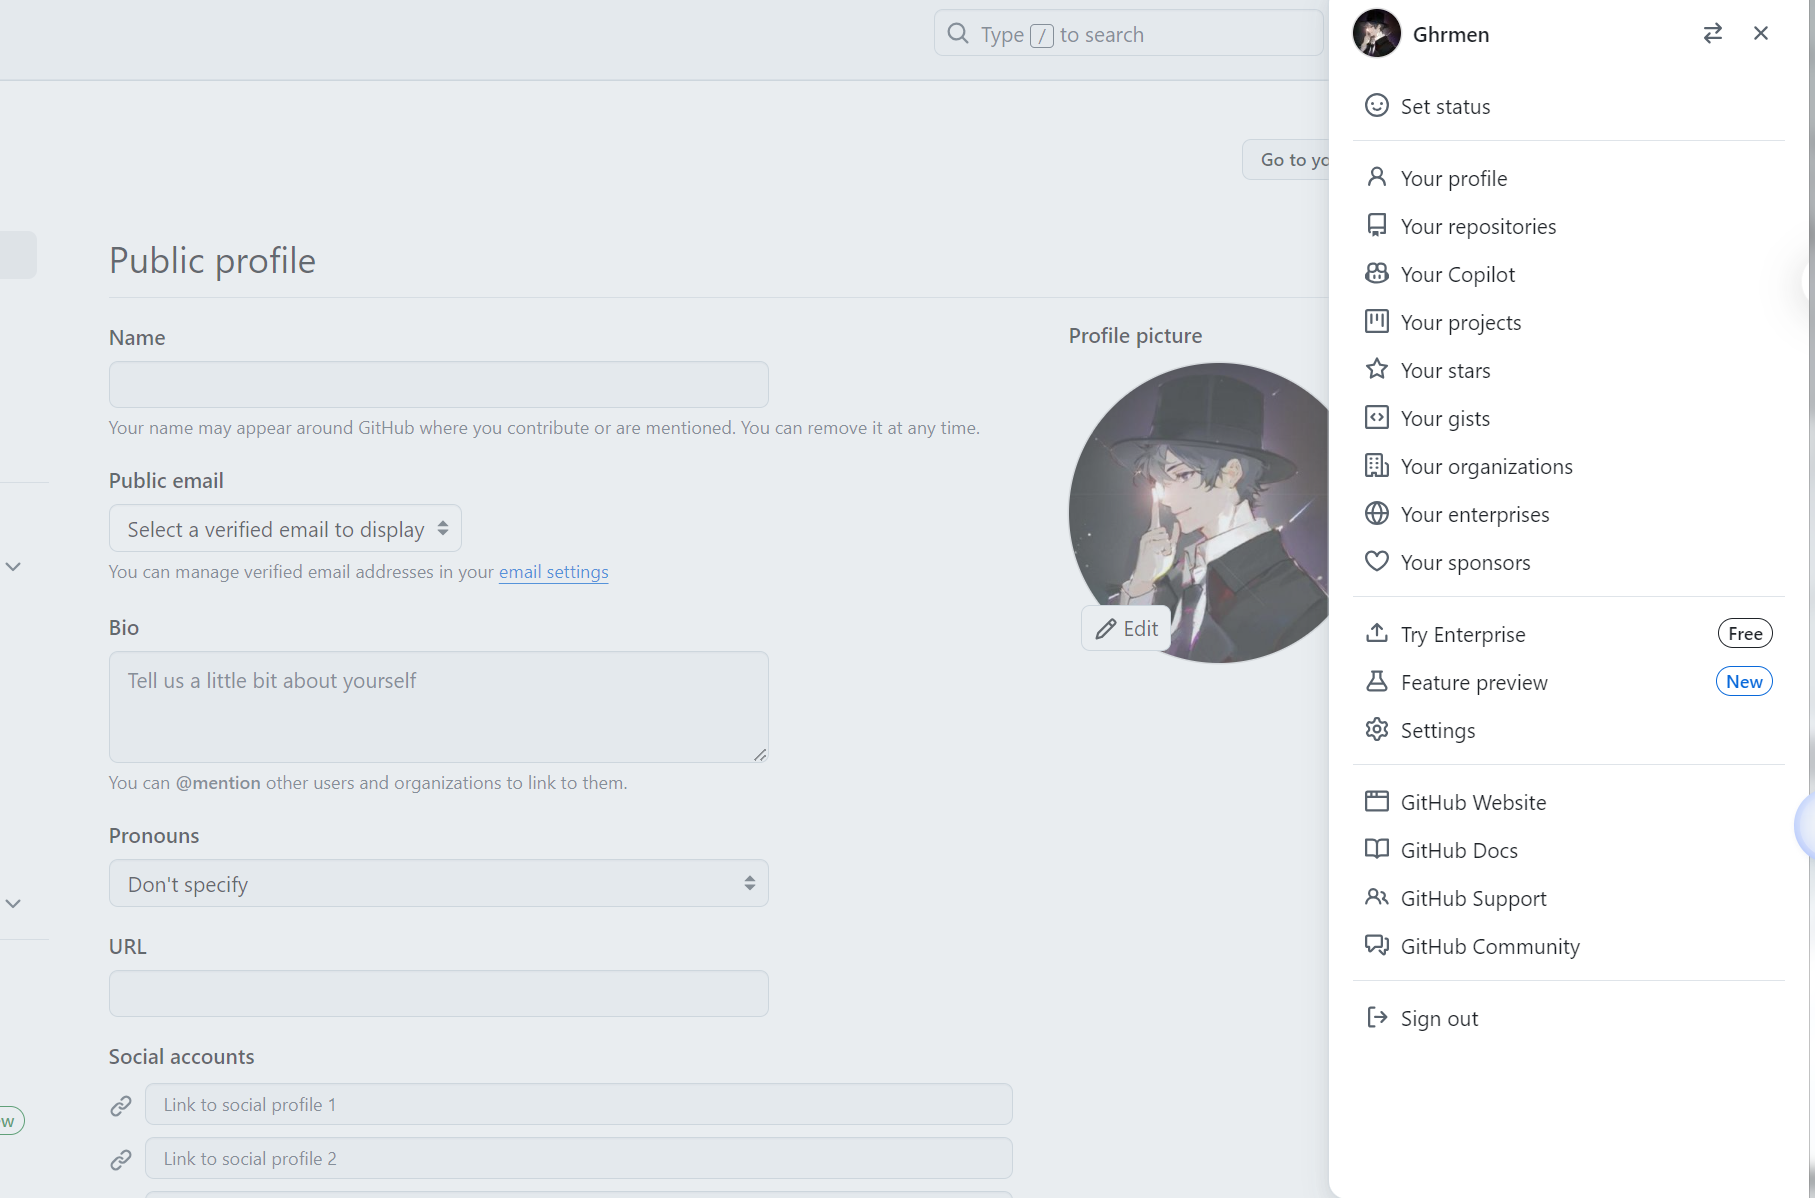 Type / to search
Ghrmen
Set status
Go to yo
Your profile
Your repositories
Your Copilot
Your projects
Your stars
Your gists
Your organizations
Your enterprises
Your sponsors
Try Enterprise Free
Feature preview New
Settings
GitHub Website
GitHub Docs
GitHub Support
GitHub Community
Sign out
Public profile
Name
Your name may appear around GitHub where you contribute or are mentioned. You can remove it at any time.
Public email
Select a verified email to display
You can manage verified email addresses in your email settings
Bio
Tell us a little bit about yourself
You can @mention other users and organizations to link to them.
Pronouns
Don't specify
URL
Social accounts
Link to social profile 1
Link to social profile 2
Profile picture
Edit
w